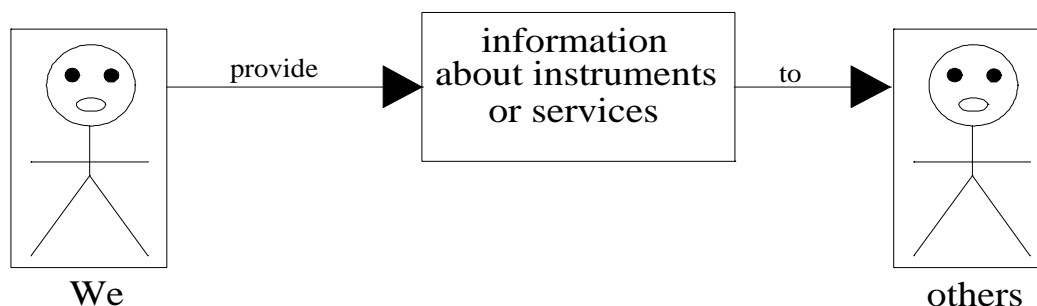 provide
information
about instruments
or services
to
We
others